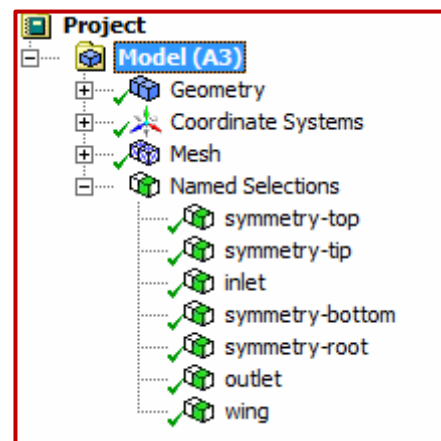 Project
Model (A3)
Geometry
Coordinate Systems
Mesh
Named Selections
symmetry-top
symmetry-tip
inlet
symmetry-bottom
symmetry-root
outlet
wing